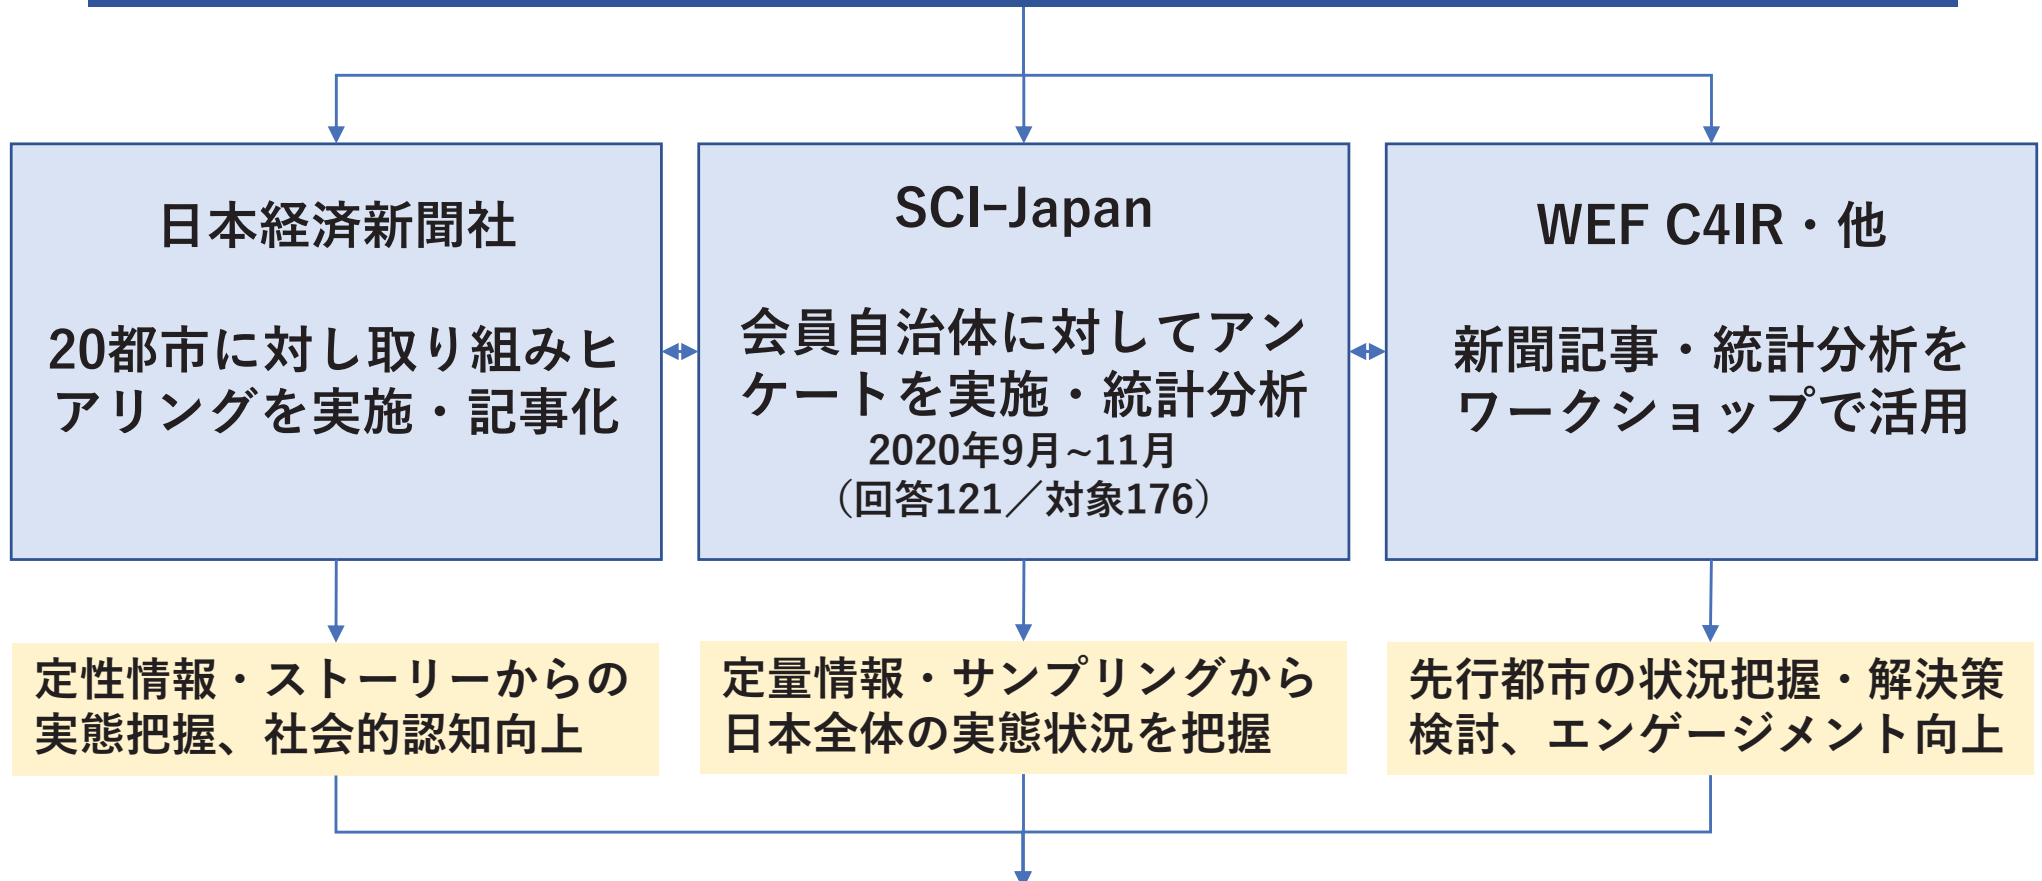 日本経済新聞社
20都市に対し取り組みヒ
アリングを実施・記事化
SCI-Japan
会員自治体に対してアン
ケートを実施・統計分析
2020年9月~11月
（回答121／対象176）
WEF C4IR・他
新聞記事・統計分析を
ワークショップで活用
定性情報・ストーリーからの
実態把握、社会的認知向上
定量情報・サンプリングから
日本全体の実態状況を把握
先行都市の状況把握・解決策
検討、エンゲージメント向上